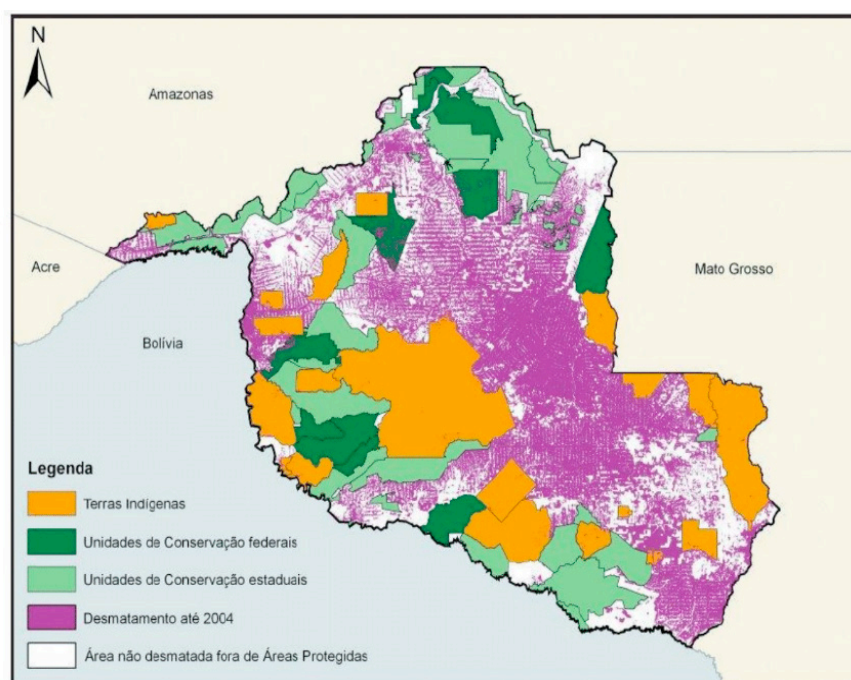 N
Amazonas
Acre
Mato Grosso
Bolívia
Legenda
Terras Indígenas
Unidades de Conservação federais
Unidades de Conservação estaduais
Desmatamento até 2004
Área não desmatada fora de Áreas Protegidas